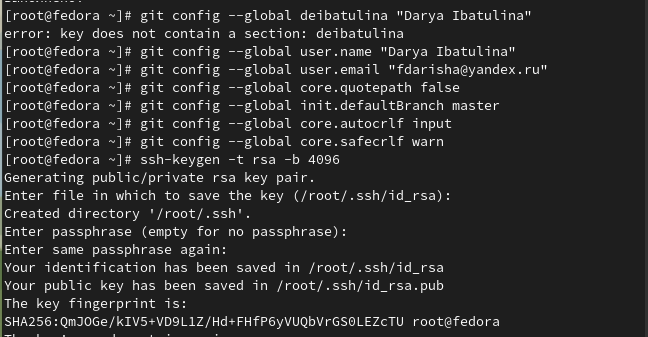 [root@fedora ~]# git config --global deibatulina "Darya Ibatulina"
error: key does not contain a section: deibatulina
[root@fedora ~]# git config --global user.name "Darya Ibatulina"
[root@fedora ~]# git config --global user.email "fdarisha@yandex.ru"
[root@fedora ~]# git config --global core.quotepath false
[root@fedora ~]# git config --global init.defaultBranch master
[root@fedora ~]# git config --global core.autocrlf input
[root@fedora ~]# git config --global core.safecrlf warn
[root@fedora ~]# ssh-keygen -t rsa -b 4096
Generating public/private rsa key pair.
Enter file in which to save the key (/root/.ssh/id_rsa):
Created directory '/root/.ssh'.
Enter passphrase (empty for no passphrase):
Enter same passphrase again:
Your identification has been saved in /root/.ssh/id_rsa
Your public key has been saved in /root/.ssh/id_rsa.pub
The key fingerprint is:
SHA256:QmJOGe/kIV5+VD9L1Z/Hd+FHfP6yVUQbVrGS0LEZcTU root@fedora